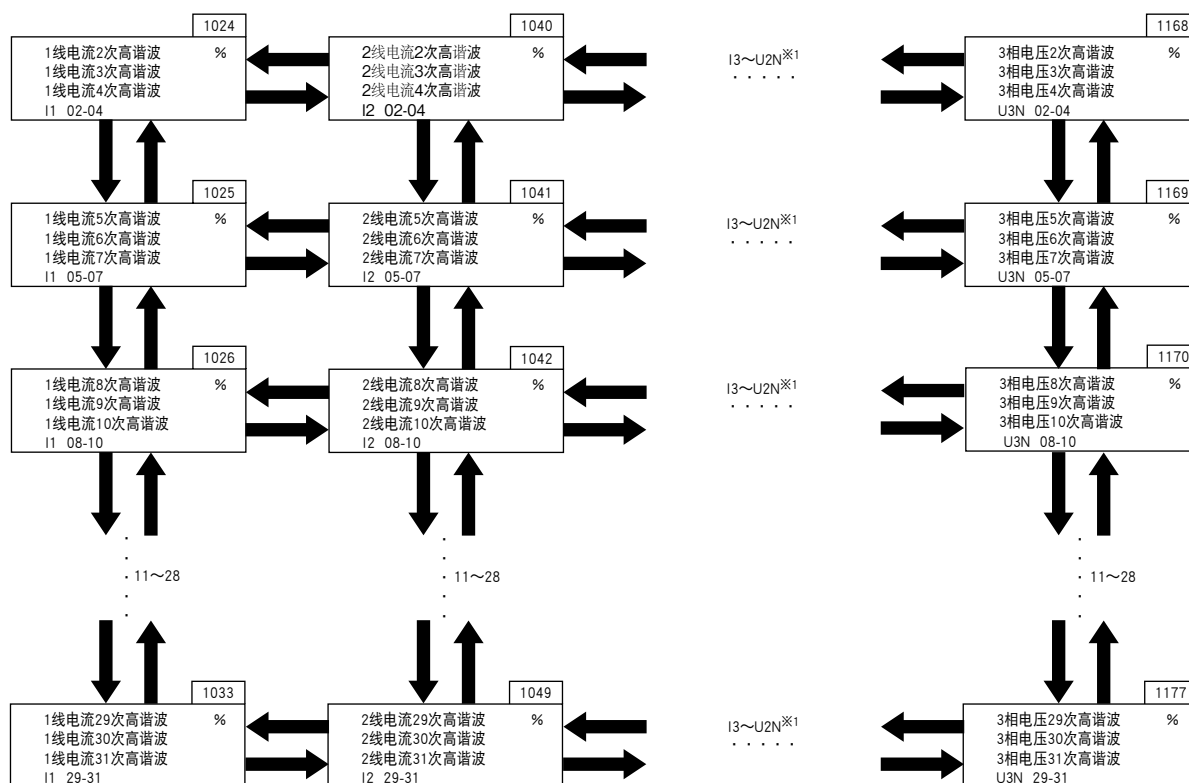 1024
1线电流2次高谐波 %
1线电流3次高谐波
1线电流4次高谐波
I1 02-04
1040
2线电流2次高谐波 %
2线电流3次高谐波
2线电流4次高谐波
I2 02-04
I3～U2N※1
·····
1168
3相电压2次高谐波 %
3相电压3次高谐波
3相电压4次高谐波
U3N 02-04
1025
1线电流5次高谐波 %
1线电流6次高谐波
1线电流7次高谐波
I1 05-07
1041
2线电流5次高谐波 %
2线电流6次高谐波
2线电流7次高谐波
I2 05-07
I3～U2N※1
·····
1169
3相电压5次高谐波 %
3相电压6次高谐波
3相电压7次高谐波
U3N 05-07
1026
1线电流8次高谐波 %
1线电流9次高谐波
1线电流10次高谐波
I1 08-10
1042
2线电流8次高谐波 %
2线电流9次高谐波
2线电流10次高谐波
I2 08-10
I3～U2N※1
·····
1170
3相电压8次高谐波 %
3相电压9次高谐波
3相电压10次高谐波
U3N 08-10
11～28
11～28
11～28
1033
1线电流29次高谐波 %
1线电流30次高谐波
1线电流31次高谐波
I1 29-31
1049
2线电流29次高谐波 %
2线电流30次高谐波
2线电流31次高谐波
I2 29-31
I3～U2N※1
·····
1177
3相电压29次高谐波 %
3相电压30次高谐波
3相电压31次高谐波
U3N 29-31